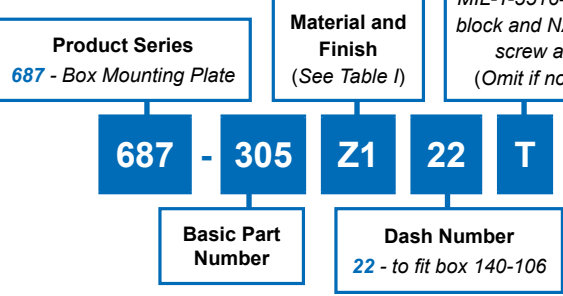 Product Series
687 - Box Mounting Plate
Material and
Finish
(See Table I)
block and
screw
(Omit if
687 - 305 Z1 22 T
Basic Part
Number
Dash Number
22 - to fit box 140-106